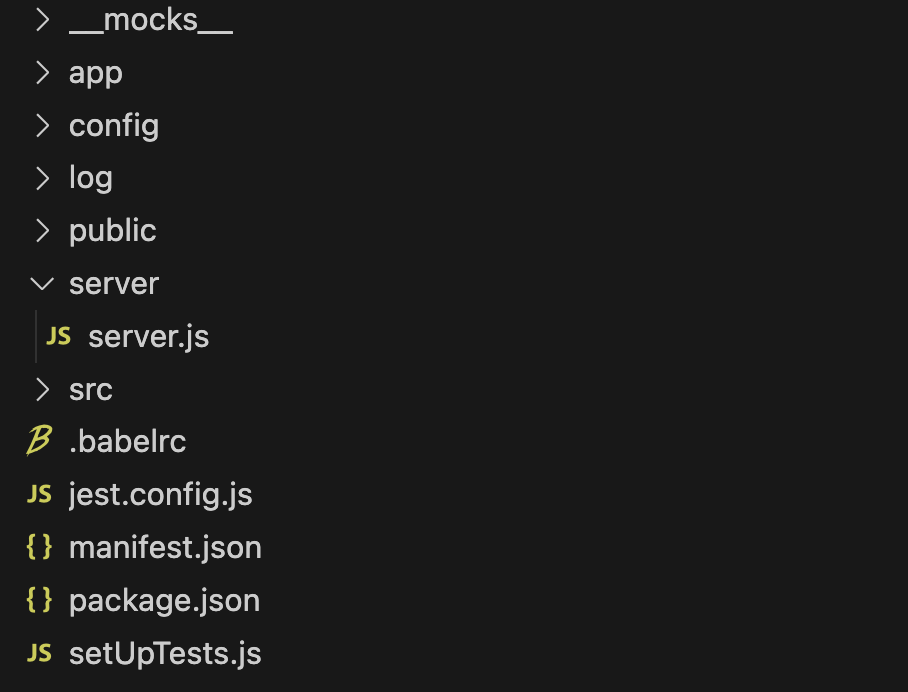 __mocks__
app
config
log
public
server
JS server.js
src
B .babelrc
JS jest.config.js
{} manifest.json
{} package.json
JS setUpTests.js